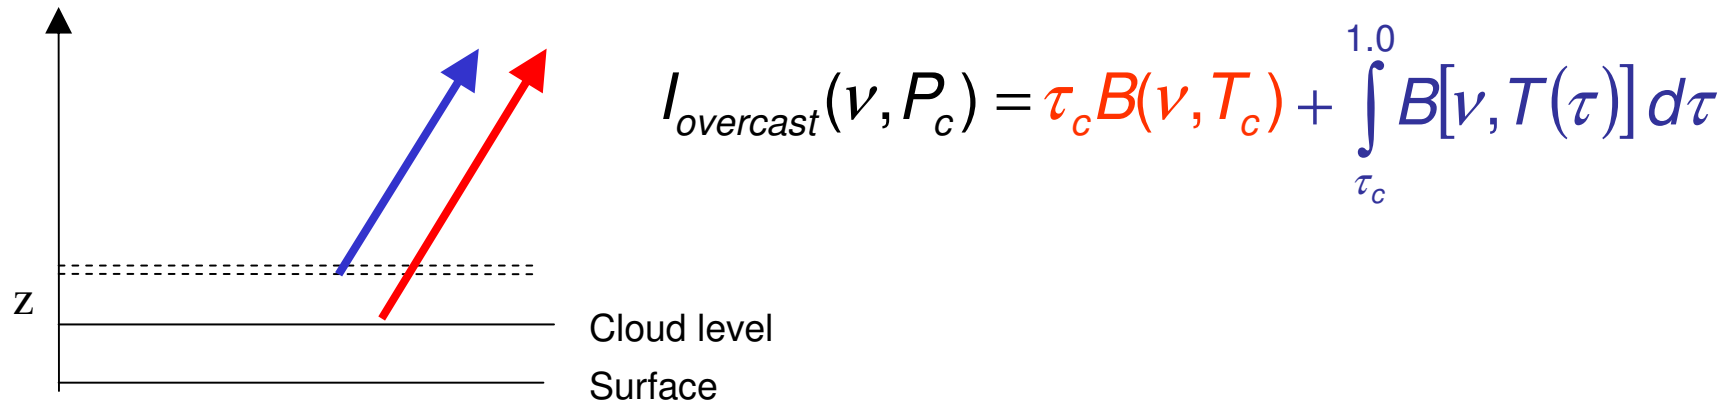 I_overcast(ν, P_c) = τ_c B(ν, T_c) + ∫_{τ_c}^{1.0} B[ν, T(τ)] dτ
z
Cloud level
Surface